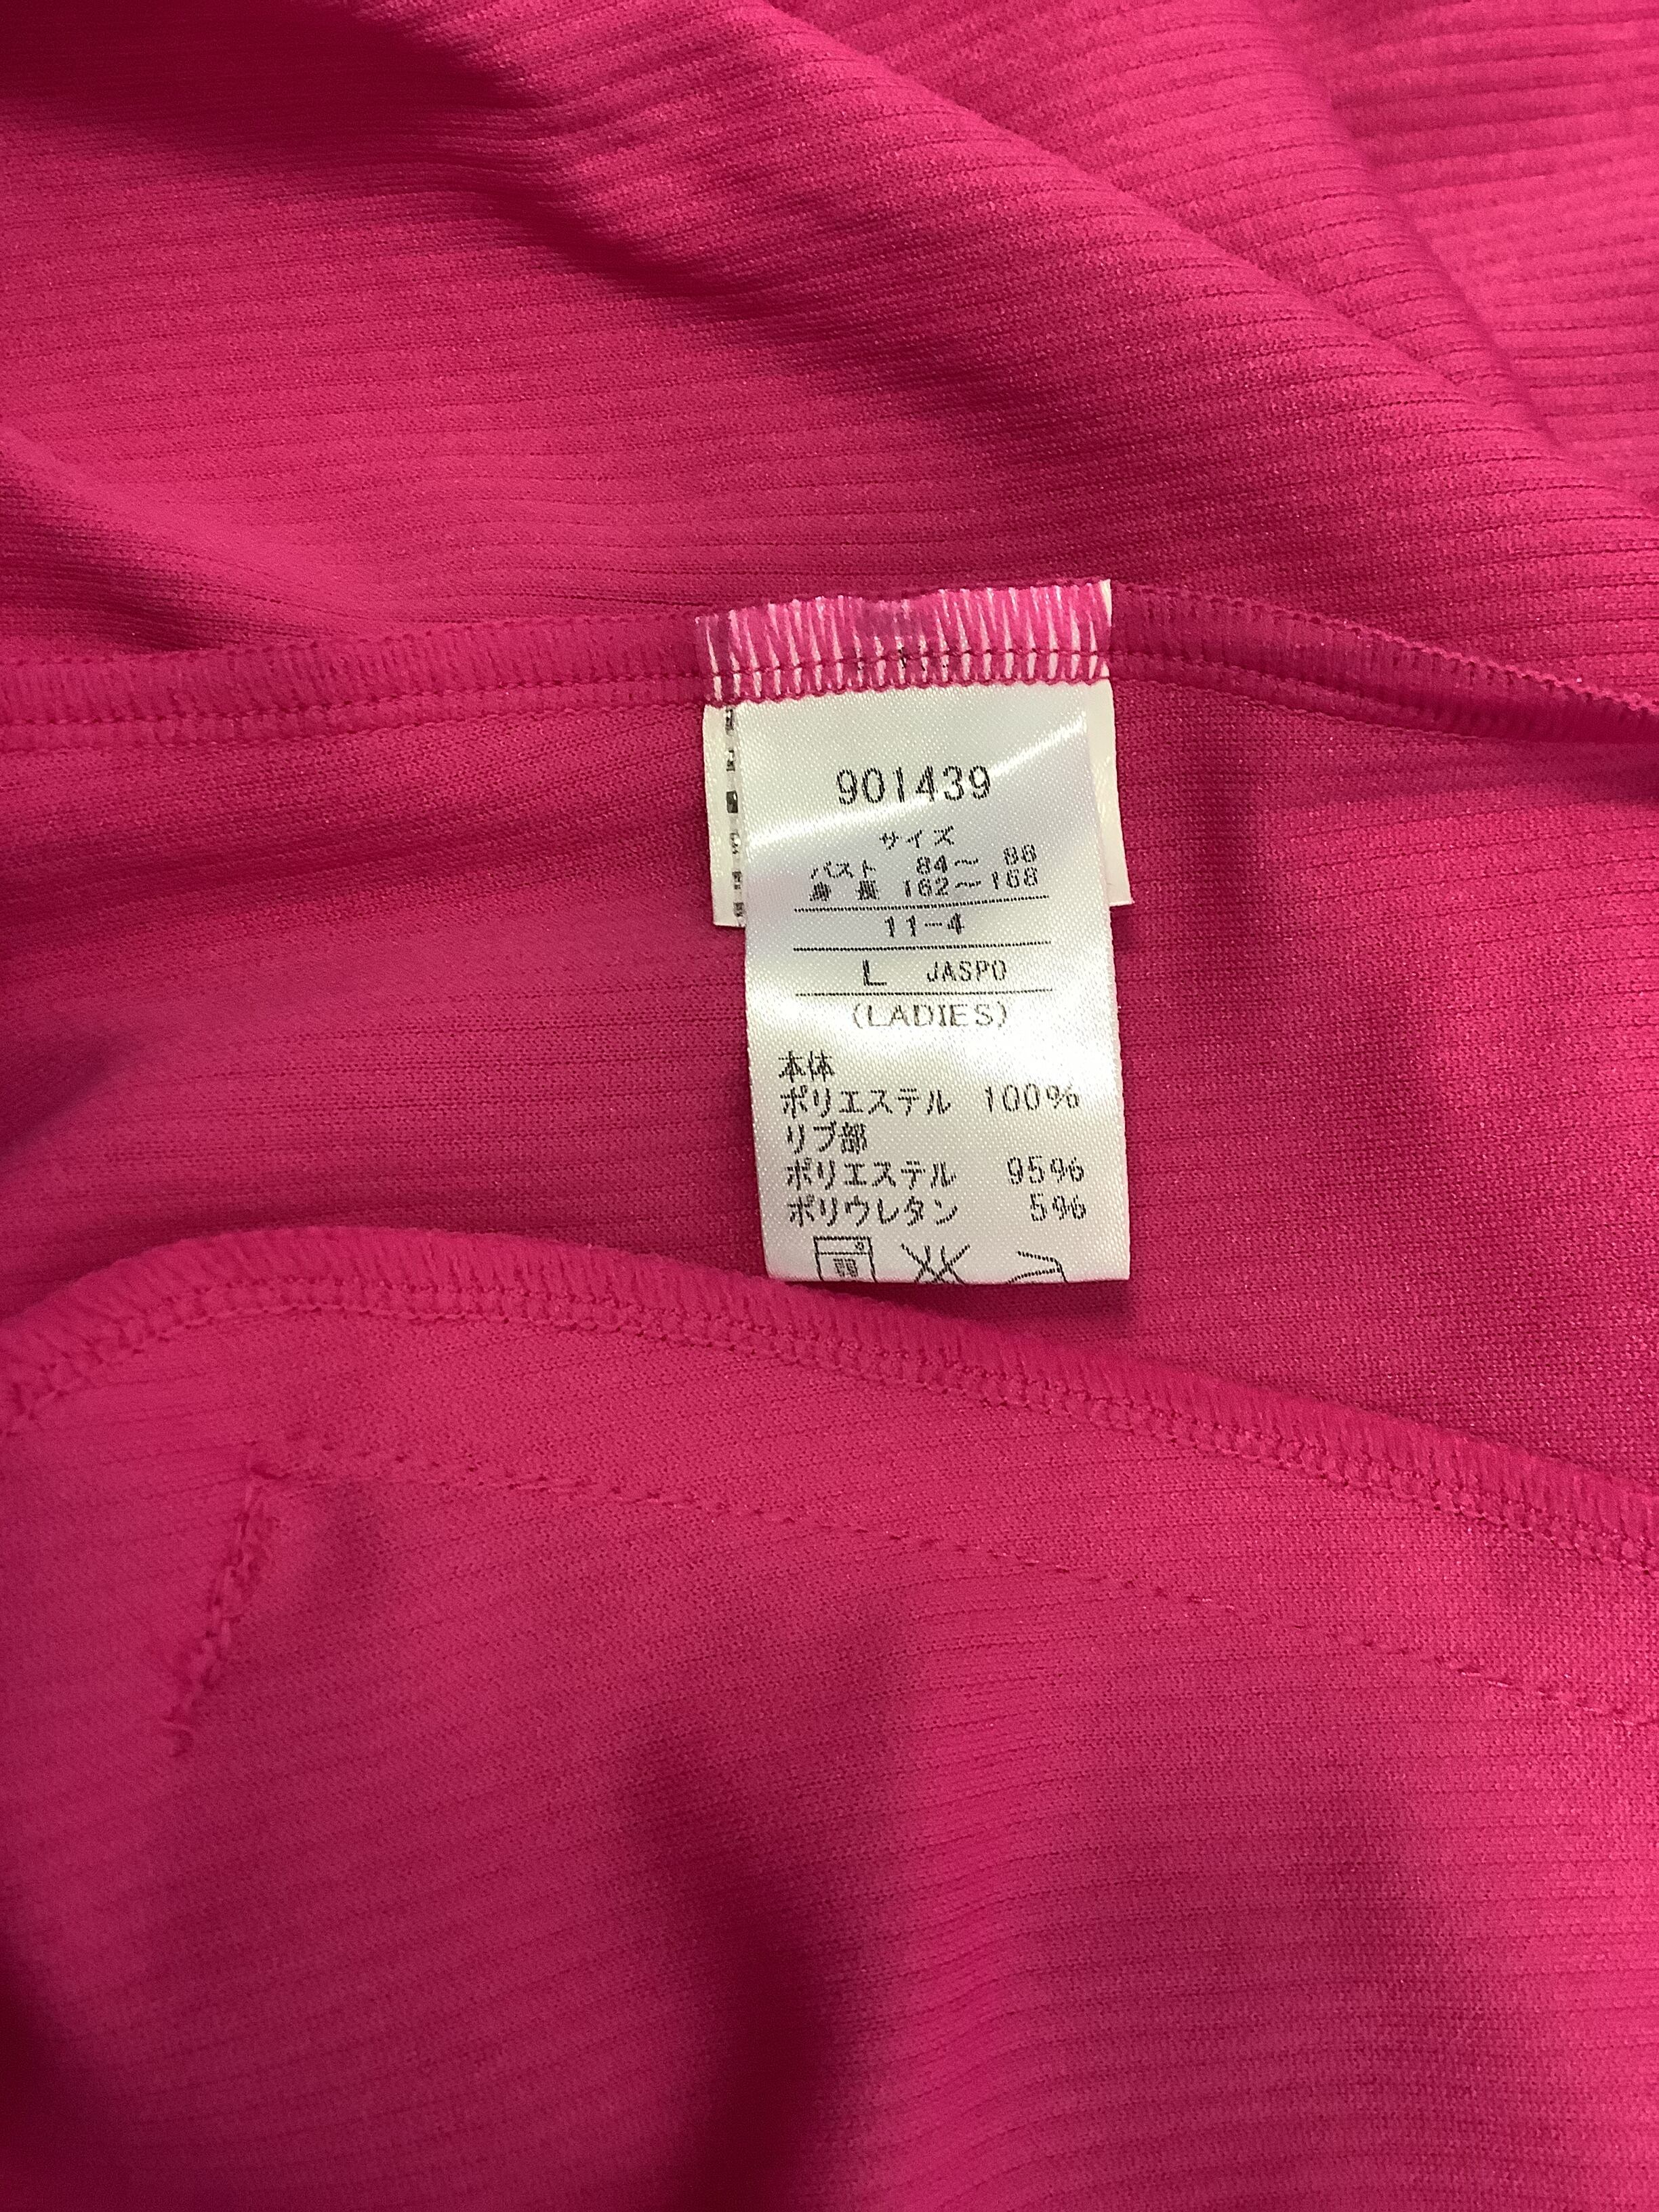 901439
サイズ
バスト 84〜 88
身 長 162〜168
11-4
L JASPO
(LADIES)
本体
ポリエステル 100%
リブ部
ポリエステル 95%
ポリウレタン 5%